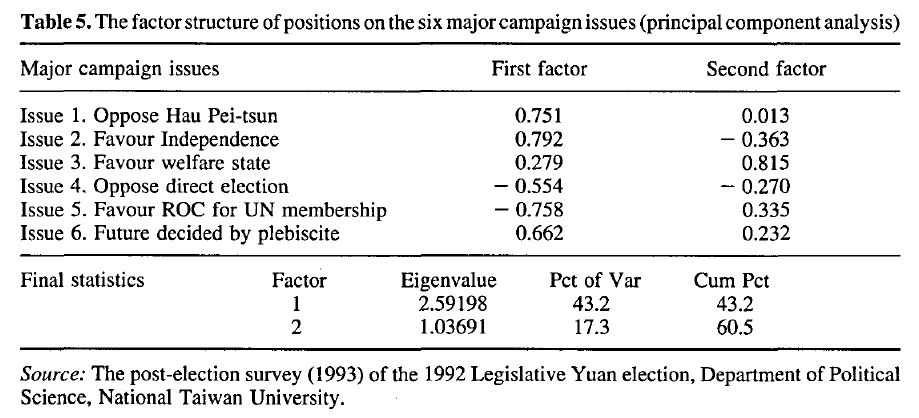 Table 5. The factor structure of positions on the six major campaign issues (principal component analysis)
Major campaign issues First factor Second factor
Issue 1. Oppose Hau Pei-tsun 0.751 0.013
Issue 2. Favour Independence 0.792 − 0.363
Issue 3. Favour welfare state 0.279 0.815
Issue 4. Oppose direct election − 0.554 − 0.270
Issue 5. Favour ROC for UN membership − 0.758 0.335
Issue 6. Future decided by plebiscite 0.662 0.232
Final statistics Factor Eigenvalue Pct of Var Cum Pct
1 2.59198 43.2 43.2
2 1.03691 17.3 60.5
Source: The post-election survey (1993) of the 1992 Legislative Yuan election, Department of Political
Science, National Taiwan University.